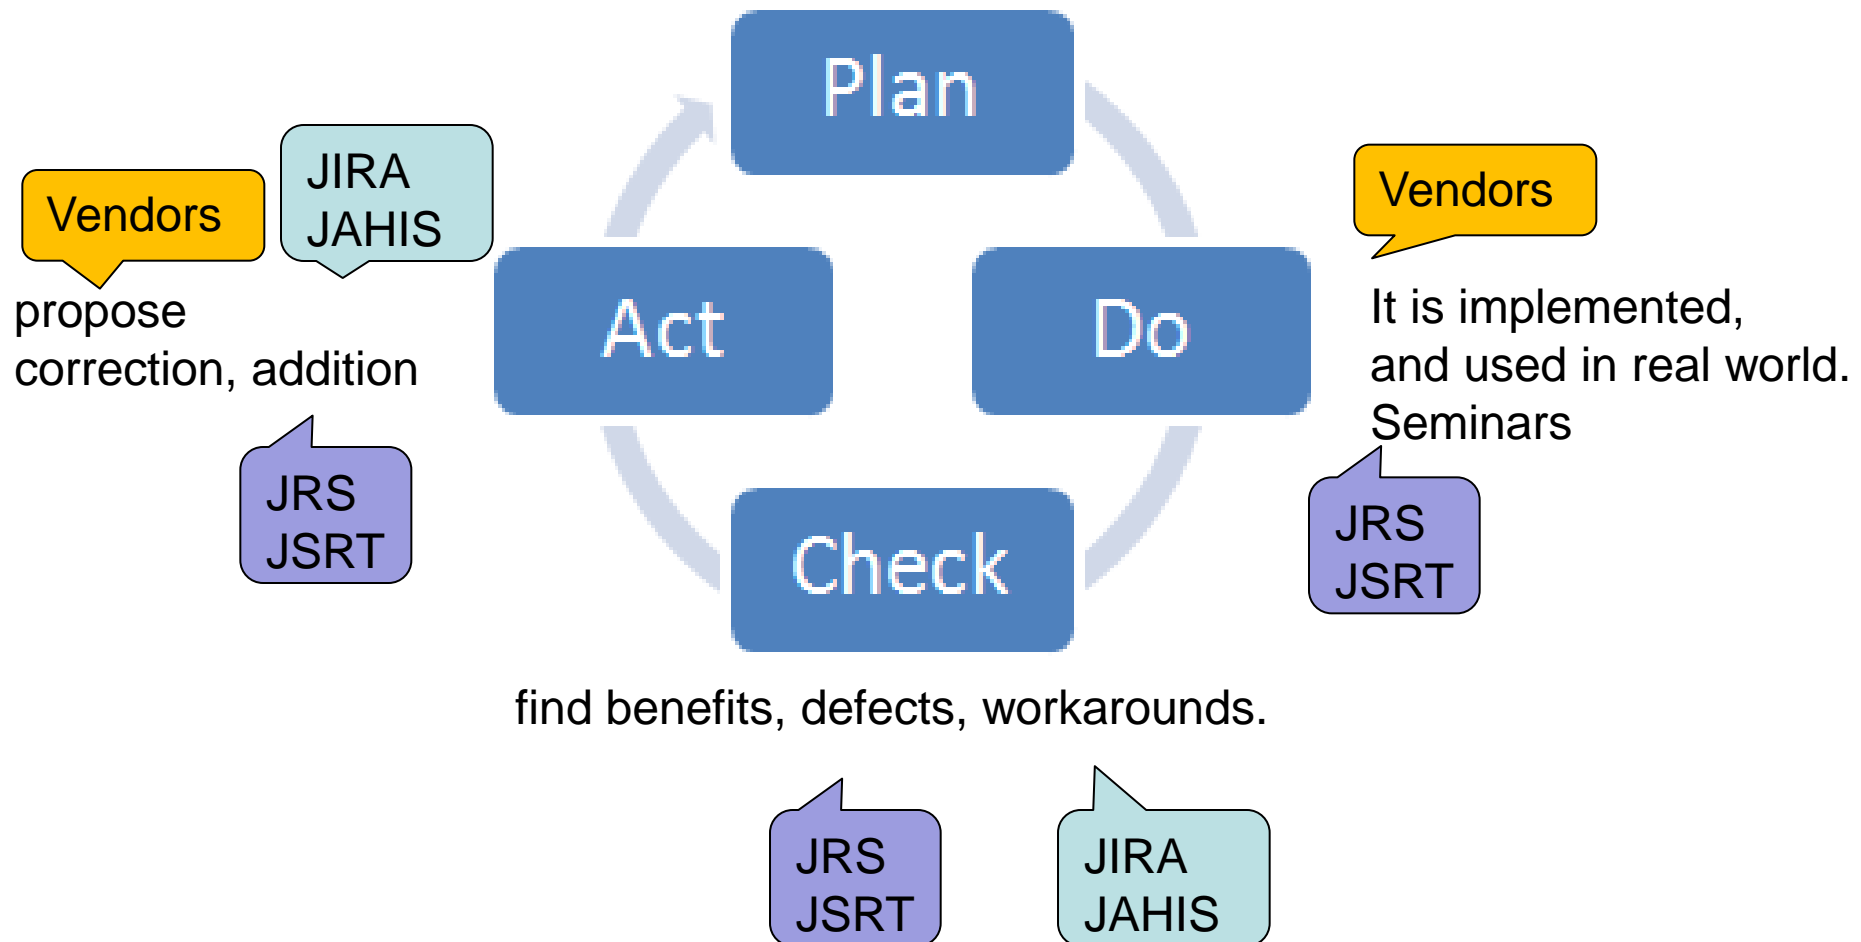 Plan
JIRA
JAHIS
Vendors
Vendors
propose
correction, addition
Act
Do
It is implemented,
and used in real world.
Seminars
JRS
JSRT
JRS
JSRT
Check
find benefits, defects, workarounds.
JRS
JSRT
JIRA
JAHIS